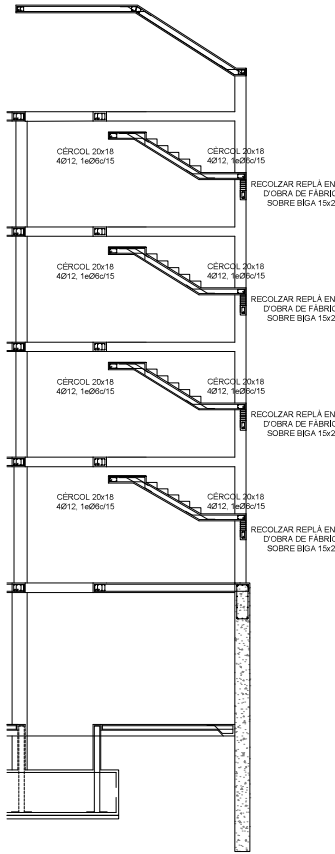 CÈRCOL 20x18
4Ø12, 1eØ6c/15
CÈRCOL 20x18
4Ø12, 1eØ6c/15
RECOLZAR REPLÀ EN
D'OBRA DE FÀBRIC
SOBRE BIGA 15x2
CÈRCOL 20x18
4Ø12, 1eØ6c/15
CÈRCOL 20x18
4Ø12, 1eØ6c/15
RECOLZAR REPLÀ EN
D'OBRA DE FÀBRIC
SOBRE BIGA 15x2
CÈRCOL 20x18
4Ø12, 1eØ6c/15
CÈRCOL 20x18
4Ø12, 1eØ6c/15
RECOLZAR REPLÀ EN
D'OBRA DE FÀBRIC
SOBRE BIGA 15x2
CÈRCOL 20x18
4Ø12, 1eØ6c/15
CÈRCOL 20x18
4Ø12, 1eØ6c/15
RECOLZAR REPLÀ EN
D'OBRA DE FÀBRIC
SOBRE BIGA 15x2